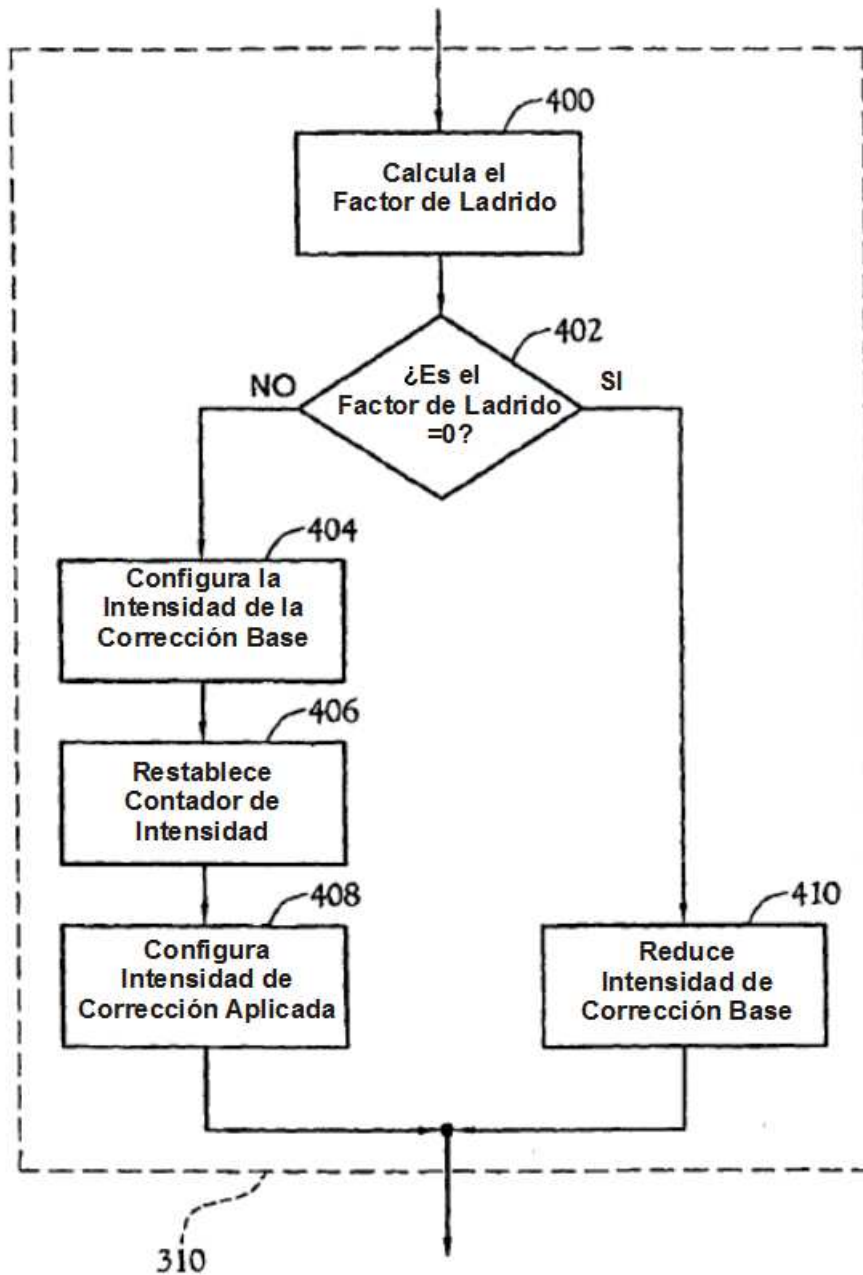 400
Calcula el
Factor de Ladrido
402
¿Es el
Factor de Ladrido
=0?
NO
SI
404
Configura la
Intensidad de la
Corrección Base
406
Restablece
Contador de
Intensidad
408
Configura
Intensidad de
Corrección Aplicada
410
Reduce
Intensidad de
Corrección Base
310